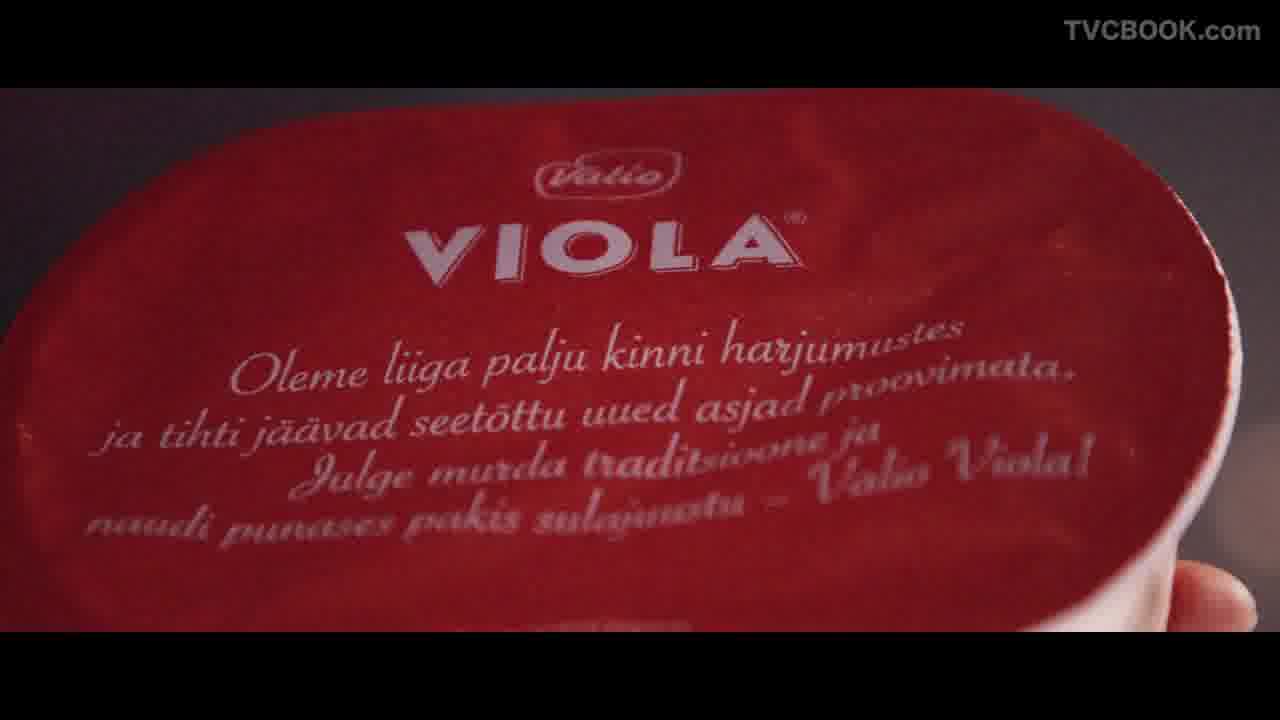 TVCBOOK.com
Valio
VIOLA®
Oleme liiga palju kinni harjumustes
ja tihti jäävad seetõttu uued asjad proovimata.
Julge murda traditsioone ja
naudi punases pakis sulajuustu - Valio Viola!